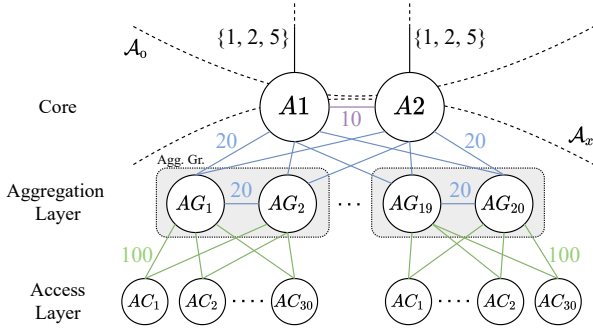 {1, 2, 5} {1, 2, 5}
𝒜ₒ
Core A1 A2
10
𝒜ₓ
20 20
Agg. Gr.
Aggregation
Layer
AG₁ 20 AG₂ ··· AG₁₉ 20 AG₂₀
100 100
Access
Layer
AC₁ AC₂ ···· AC₃₀ AC₁ ···· AC₂ AC₃₀